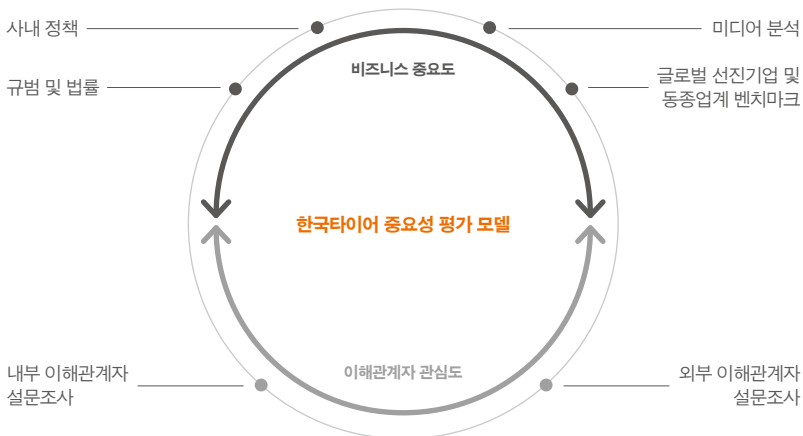 사내 정책
미디어 분석
비즈니스 중요도
규범 및 법률
글로벌 선진기업 및
동종업계 벤치마크
한국타이어 중요성 평가 모델
이해관계자 관심도
내부 이해관계자
설문조사
외부 이해관계자
설문조사